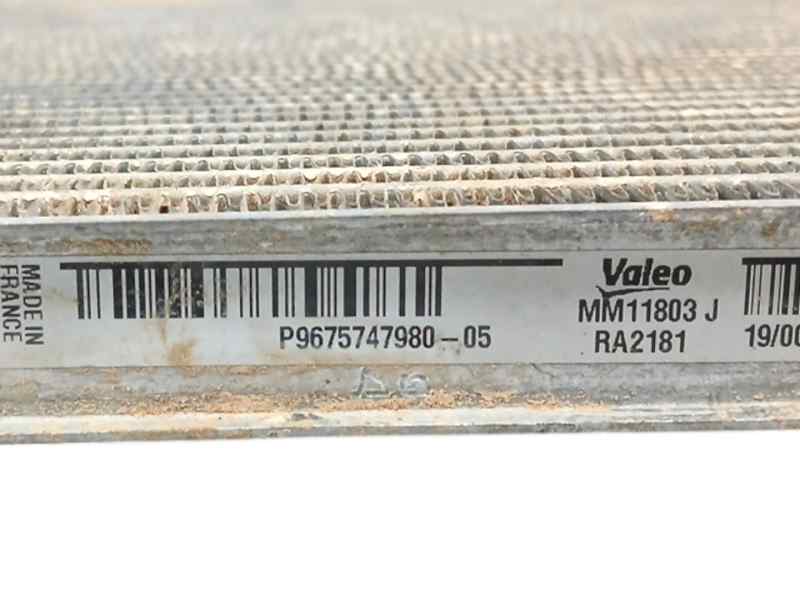 MADE IN
FRANCE
P9675747980-05
Valeo
MM11803 J
RA2181